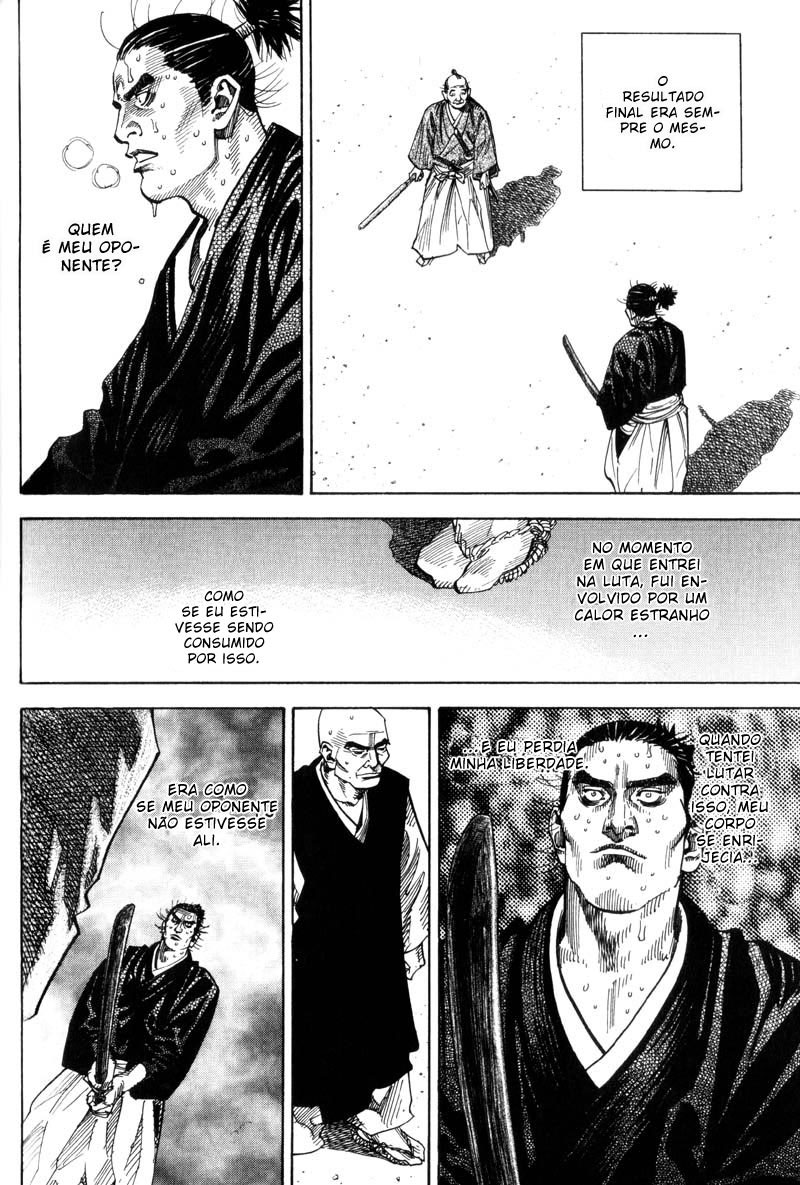 O
RESULTADO
FINAL ERA SEM-
PRE O MES-
MO.
QUEM
É MEU OPO-
NENTE?
NO MOMENTO
EM QUE ENTREI
NA LUTA, FUI EN-
VOLVIDO POR UM
CALOR ESTRANHO
...
COMO
SE EU ESTI-
VESSE SENDO
CONSUMIDO
POR ISSO.
QUANDO
TENTEI
LUTAR
CONTRA
ISSO, MEU
CORPO
SE ENRI-
JECIA...
... E EU PERDIA
MINHA LIBERDADE.
ERA COMO
SE MEU OPONENTE
NÃO ESTIVESSE
ALI.